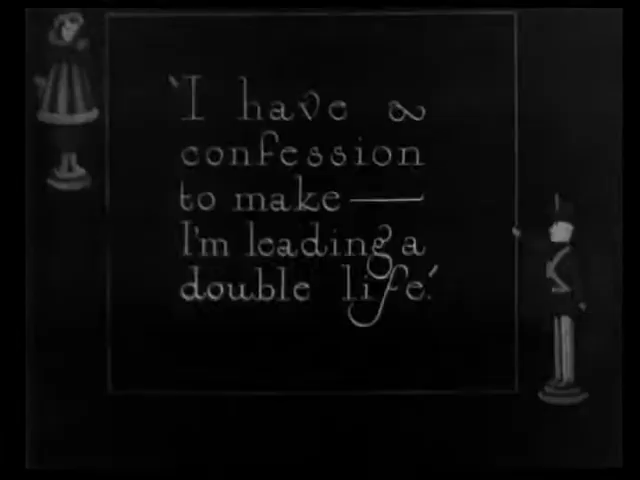 'I have a
confession
to make —
I'm leading a
double life.'